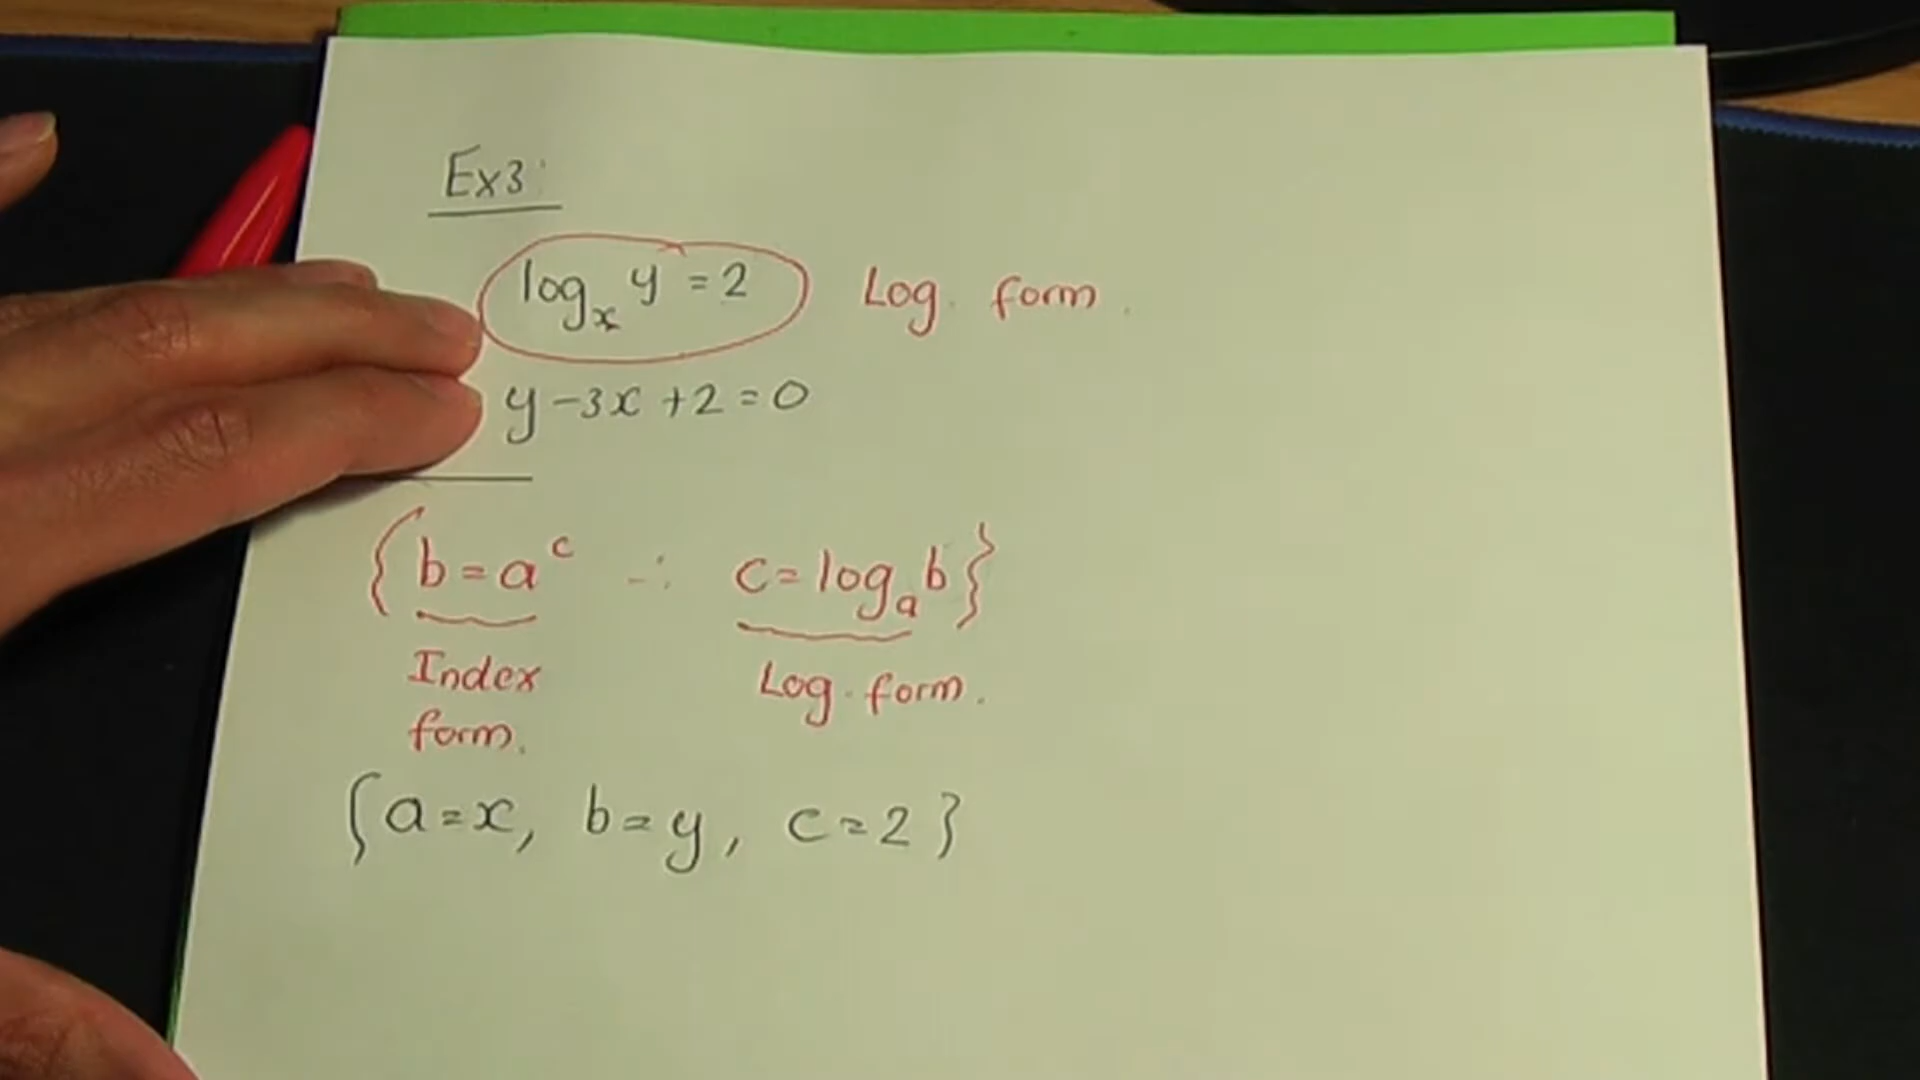 Ex3:
log_x y = 2 Log. form.
y - 3x + 2 = 0
{b = a^c ∴ c = log_a b}
Index form. Log. form.
{a = x, b = y, c = 2}